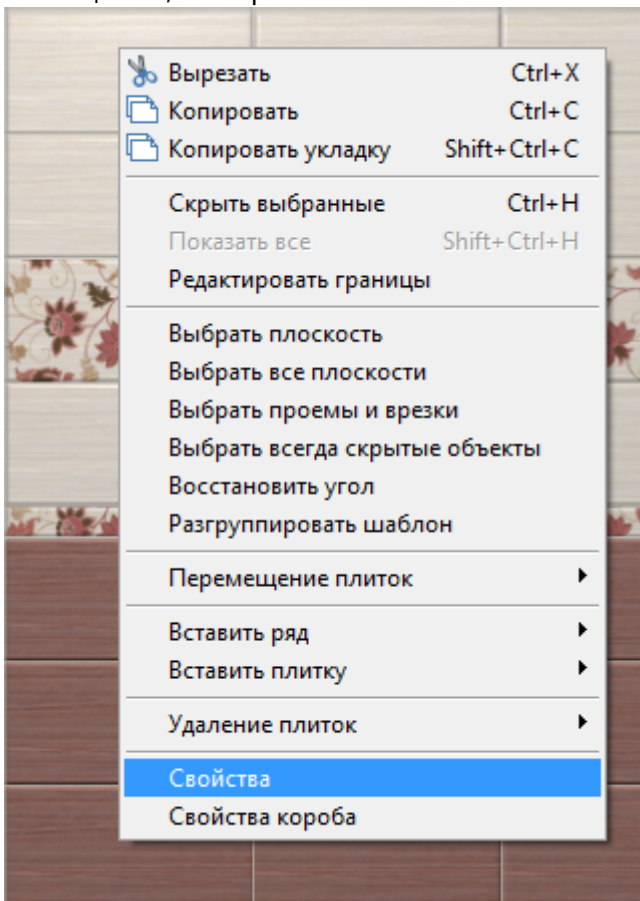 Вырезать Ctrl+X
Копировать Ctrl+C
Копировать укладку Shift+Ctrl+C
Скрыть выбранные Ctrl+H
Показать все Shift+Ctrl+H
Редактировать границы
Выбрать плоскость
Выбрать все плоскости
Выбрать проемы и врезки
Выбрать всегда скрытые объекты
Восстановить угол
Разгруппировать шаблон
Перемещение плиток
Вставить ряд
Вставить плитку
Удаление плиток
Свойства
Свойства короба